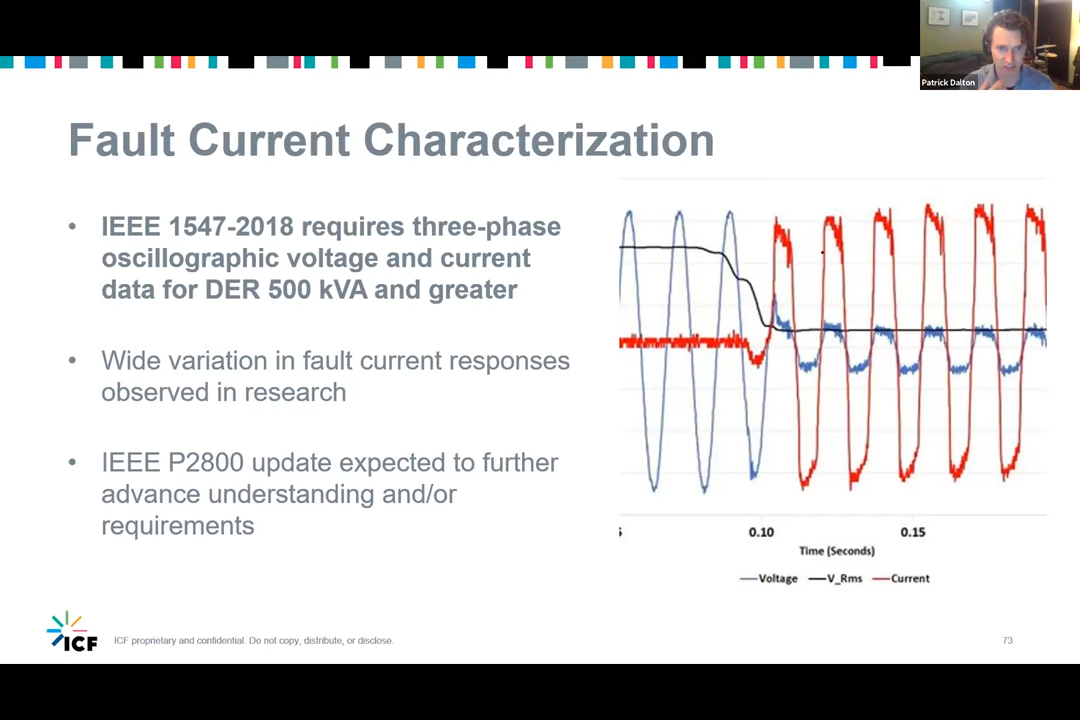 Patrick Dalton
Fault Current Characterization
• IEEE 1547-2018 requires three-phase
oscillographic voltage and current
data for DER 500 kVA and greater
• Wide variation in fault current responses
observed in research
• IEEE P2800 update expected to further
advance understanding and/or
requirements
0.10 0.15
Time (Seconds)
Voltage V_Rms Current
ICF
ICF proprietary and confidential. Do not copy, distribute, or disclose.
73